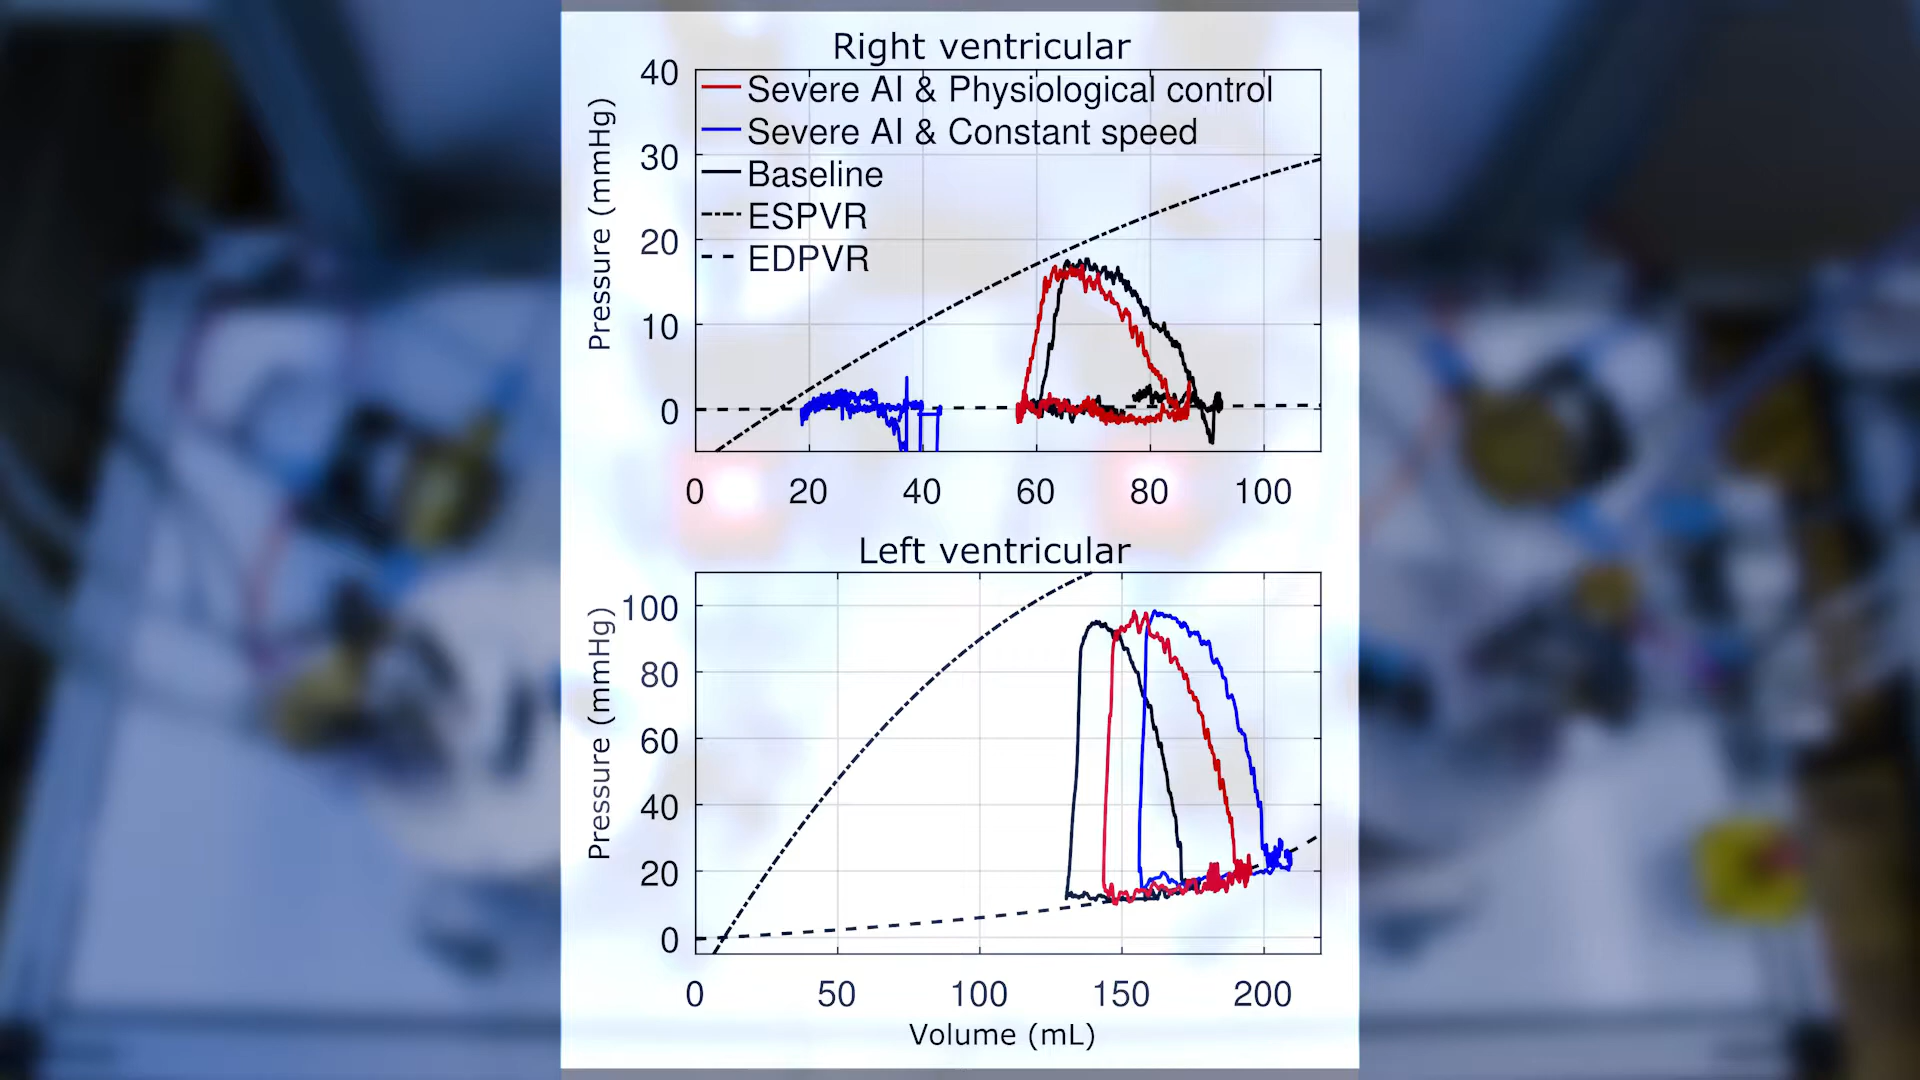 Right ventricular
Pressure (mmHg)
40
30
20
10
0
Severe AI & Physiological control
Severe AI & Constant speed
Baseline
ESPVR
EDPVR
0 20 40 60 80 100
Left ventricular
Pressure (mmHg)
100
80
60
40
20
0
0 50 100 150 200
Volume (mL)